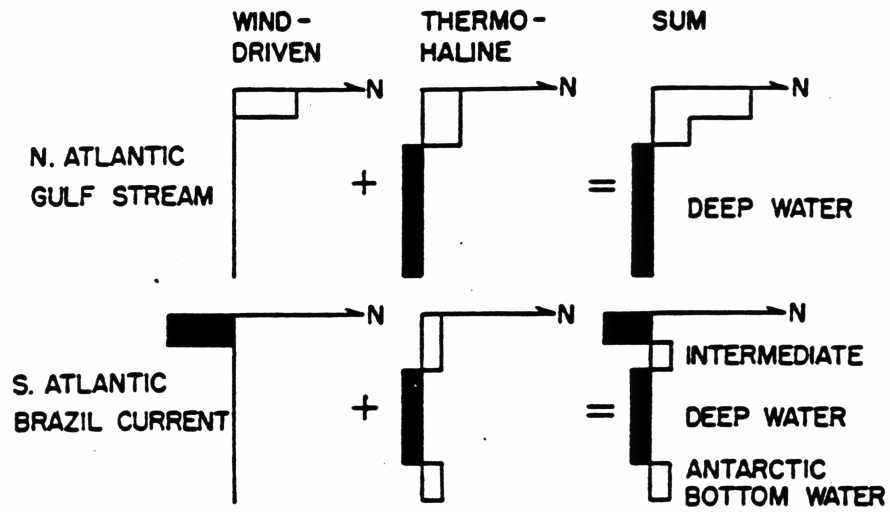 WIND-
DRIVEN
THERMO-
HALINE
SUM
N
N
N
N. ATLANTIC
GULF STREAM
+
=
DEEP WATER
N
N
N
S. ATLANTIC
BRAZIL CURRENT
+
=
INTERMEDIATE
DEEP WATER
ANTARCTIC
BOTTOM WATER